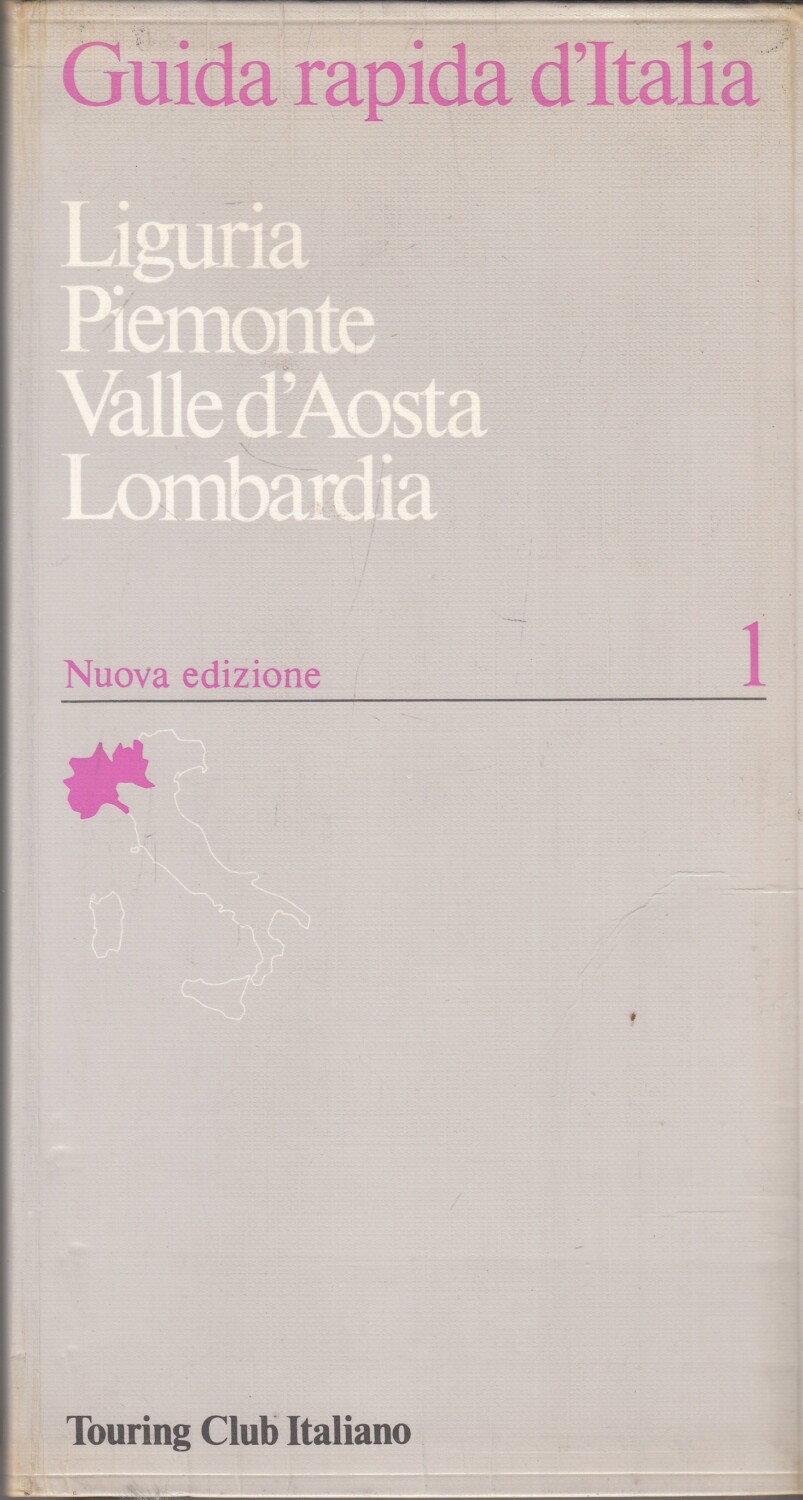 Guida rapida d'Italia
Liguria
Piemonte
Valle d'Aosta
Lombardia
Nuova edizione 1
Touring Club Italiano